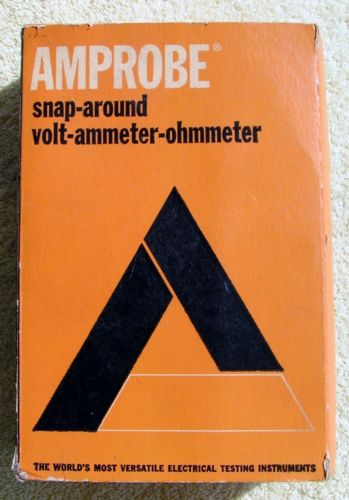 AMPROBE®
snap-around
volt-ammeter-ohmmeter
THE WORLD'S MOST VERSATILE ELECTRICAL TESTING INSTRUMENTS